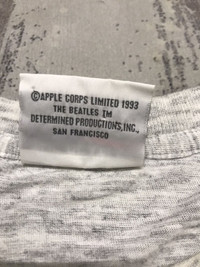 ©APPLE CORPS LIMITED 1993
THE BEATLES TM
DETERMINED PRODUCTIONS, INC.
SAN FRANCISCO